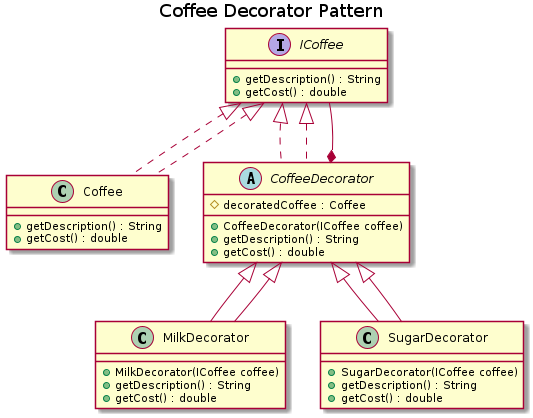 Coffee Decorator Pattern
I ICoffee
getDescription() : String
getCost() : double
C Coffee
getDescription() : String
getCost() : double
A CoffeeDecorator
decoratedCoffee : Coffee
CoffeeDecorator(ICoffee coffee)
getDescription() : String
getCost() : double
C MilkDecorator
MilkDecorator(ICoffee coffee)
getDescription() : String
getCost() : double
C SugarDecorator
SugarDecorator(ICoffee coffee)
getDescription() : String
getCost() : double